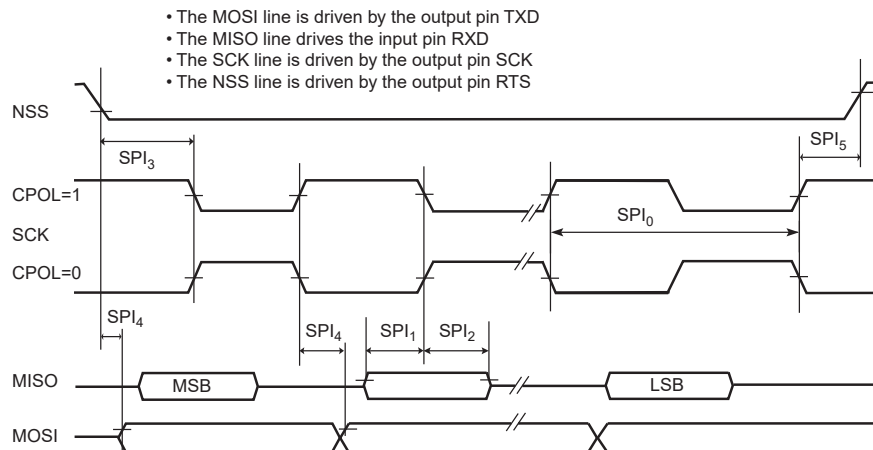 • The MOSI line is driven by the output pin TXD
• The MISO line drives the input pin RXD
• The SCK line is driven by the output pin SCK
• The NSS line is driven by the output pin RTS
NSS
SPI5
SPI3
CPOL=1
SPI0
SCK
CPOL=0
SPI4
SPI4
SPI1
SPI2
MISO
MSB
LSB
MOSI